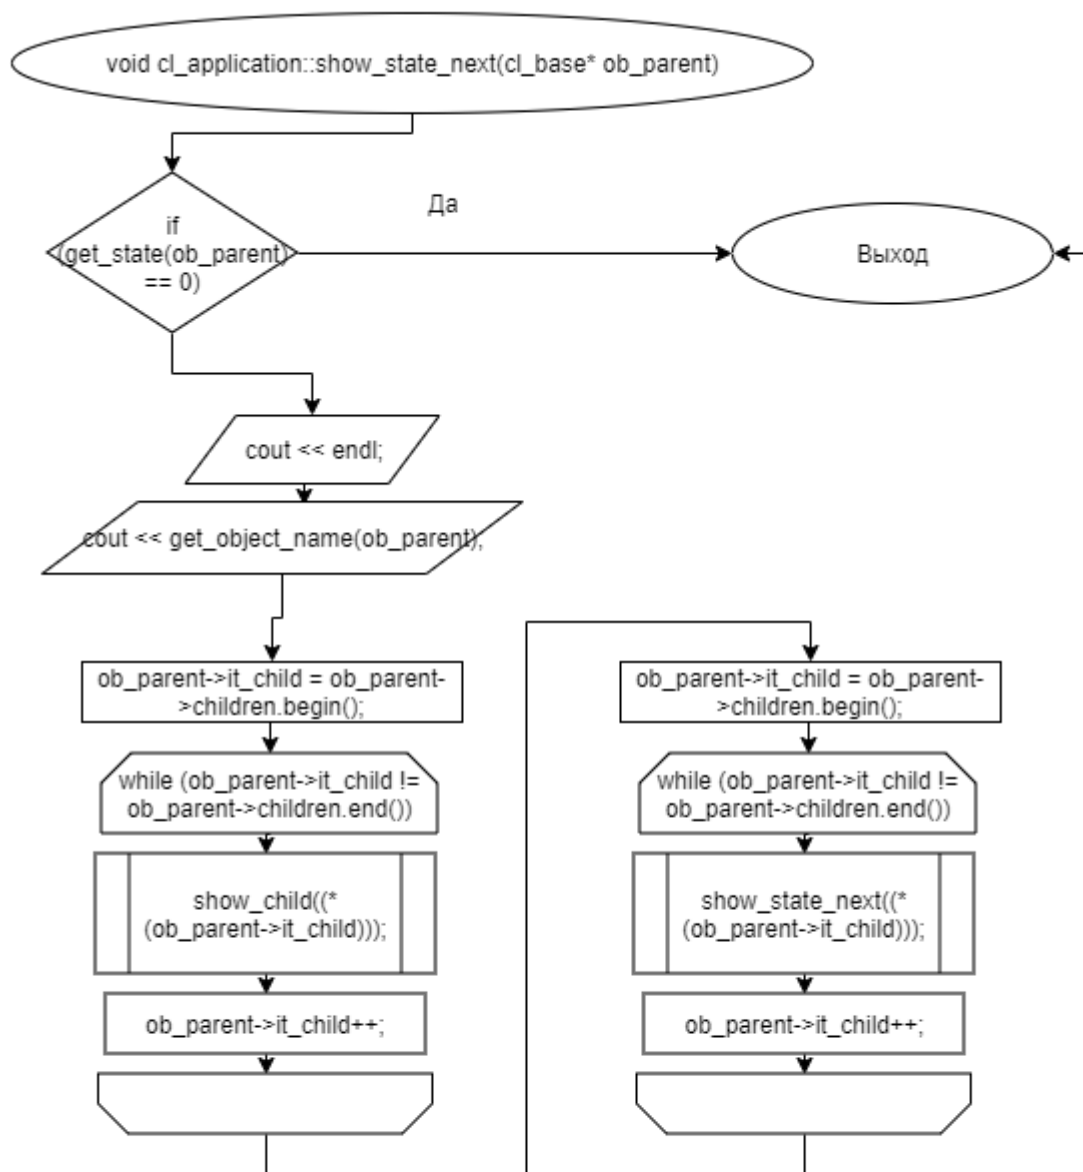 void cl_application::show_state_next(cl_base* ob_parent)
Да
if
(get_state(ob_parent)
== 0)
Выход
cout << endl;
cout << get_object_name(ob_parent);
ob_parent->it_child = ob_parent-
>children.begin();
while (ob_parent->it_child !=
ob_parent->children.end())
show_child((*
(ob_parent->it_child)));
ob_parent->it_child++;
ob_parent->it_child = ob_parent-
>children.begin();
while (ob_parent->it_child !=
ob_parent->children.end())
show_state_next((*
(ob_parent->it_child)));
ob_parent->it_child++;